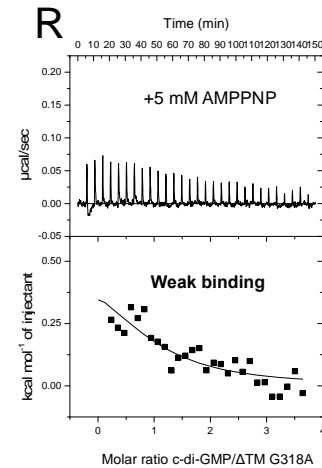 R
Time (min)
0 10 20 30 40 50 60 70 80 90 100 110 120 130 140 150
0.20
0.15
0.10
0.05
0.00
-0.05
µcal/sec
+5 mM AMPPNP
0.50
0.25
0.00
kcal mol⁻¹ of injectant
Weak binding
0 1 2 3 4
Molar ratio c-di-GMP/ΔTM G318A